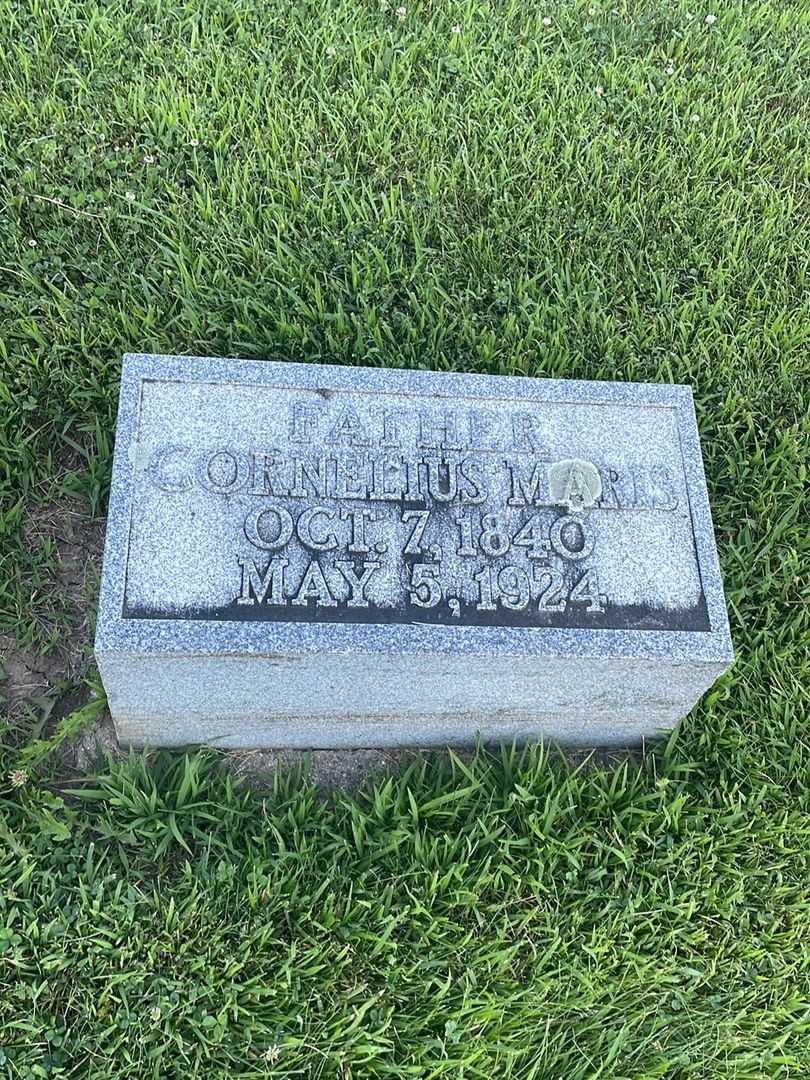 FATHER
CORNELIUS MARIS
OCT. 7, 1840
MAY 5, 1924